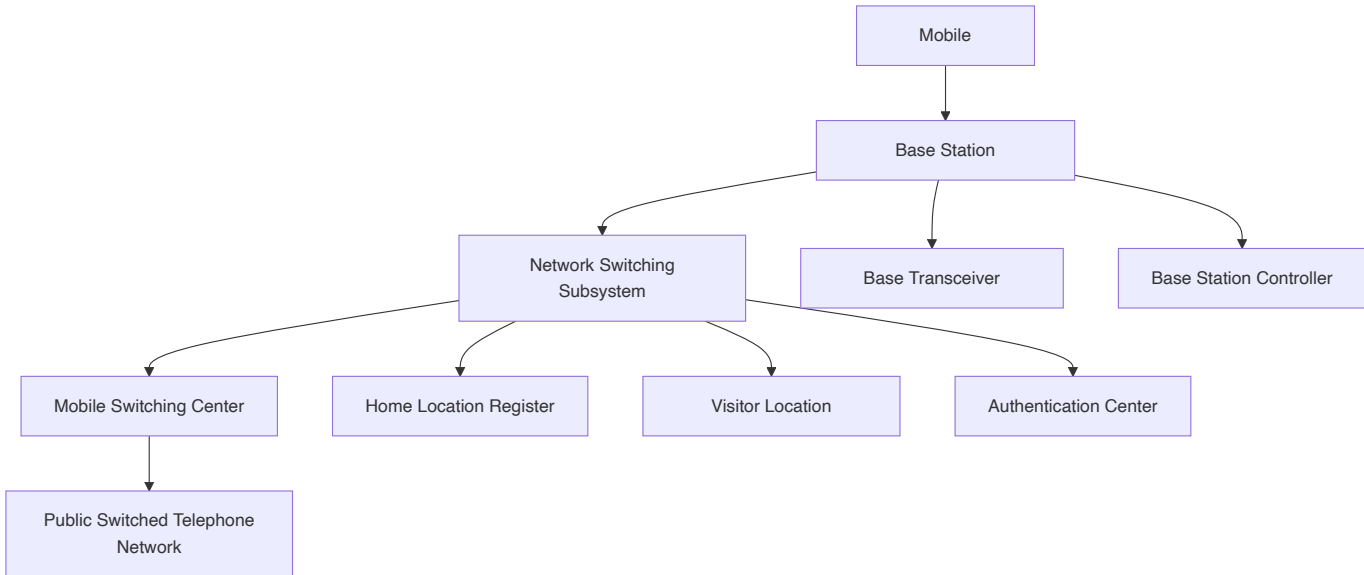 Mobile
Base Station
Network Switching
Subsystem
Base Transceiver
Base Station Controller
Mobile Switching Center
Home Location Register
Visitor Location
Authentication Center
Public Switched Telephone
Network